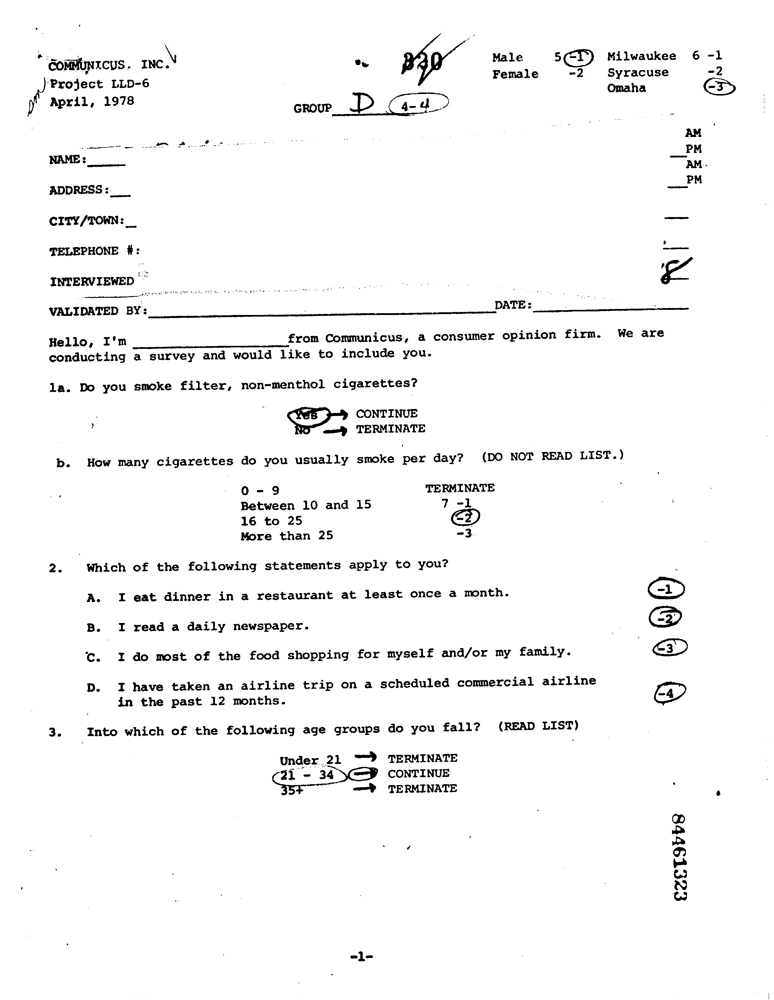 COMMUNICUS, INC.
Project LLD-6
April, 1978
830
GROUP D 4-4
Male 5 -1 Milwaukee 6 -1
Female -2 Syracuse -2
Omaha -3
AM
NAME: PM
AM
ADDRESS: PM
CITY/TOWN:
TELEPHONE #:
INTERVIEWED 8
VALIDATED BY: DATE:
Hello, I'm from Communicus, a consumer opinion firm. We are
conducting a survey and would like to include you.
1a. Do you smoke filter, non-menthol cigarettes?
Yes → CONTINUE
No → TERMINATE
b. How many cigarettes do you usually smoke per day? (DO NOT READ LIST.)
0 - 9 TERMINATE
Between 10 and 15 7 -1
16 to 25 -2
More than 25 -3
2. Which of the following statements apply to you?
A. I eat dinner in a restaurant at least once a month. -1
B. I read a daily newspaper. -2
C. I do most of the food shopping for myself and/or my family. -3
D. I have taken an airline trip on a scheduled commercial airline
in the past 12 months. -4
3. Into which of the following age groups do you fall? (READ LIST)
Under 21 → TERMINATE
21 - 34 → CONTINUE
35+ → TERMINATE
84461323
-1-